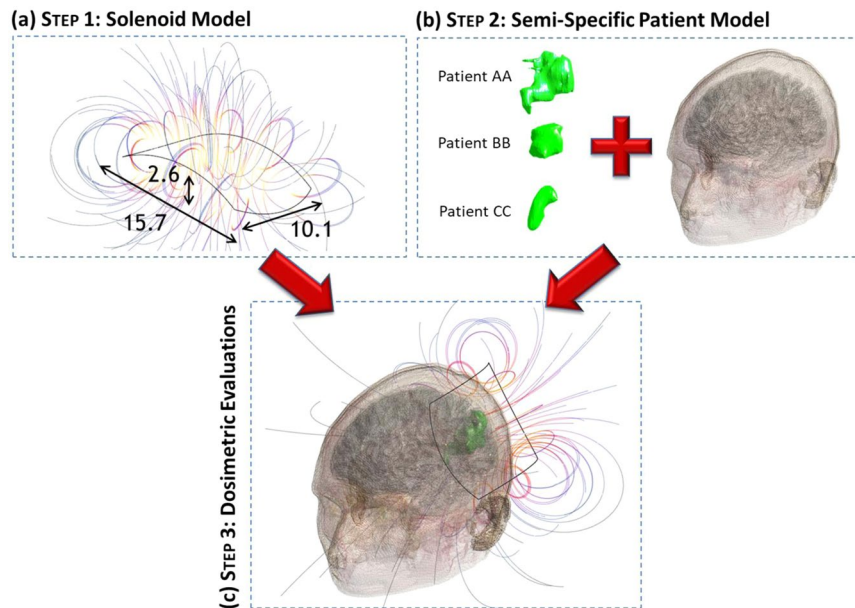 (a) STEP 1: Solenoid Model
2.6
15.7
10.1
(b) STEP 2: Semi-Specific Patient Model
Patient AA
Patient BB
Patient CC
(c) STEP 3: Dosimetric Evaluations